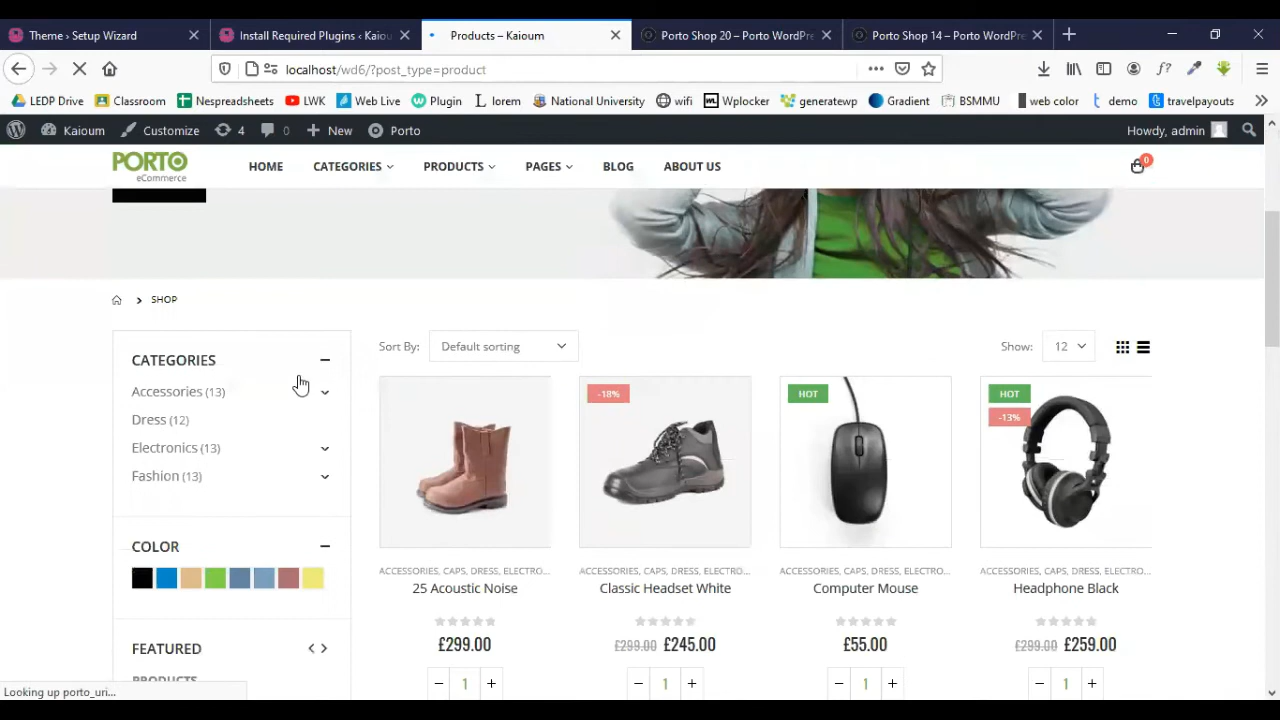 Theme › Setup Wizard
Install Required Plugins ‹ Kaiou
Products – Kaioum
Porto Shop 20 – Porto WordPre
Porto Shop 14 – Porto WordPre
localhost/wd6/?post_type=product
LEDP Drive Classroom Nespreadsheets LWK Web Live Plugin lorem National University wifi Wplocker generatewp Gradient BSMMU web color demo travelpayouts
Kaioum Customize 4 0 New Porto Howdy, admin
PORTO
eCommerce
HOME CATEGORIES PRODUCTS PAGES BLOG ABOUT US 0
SHOP
CATEGORIES
Accessories (13)
Dress (12)
Electronics (13)
Fashion (13)
COLOR
FEATURED
PRODUCTS
Sort By: Default sorting Show: 12
-18% HOT HOT
-13%
ACCESSORIES, CAPS, DRESS, ELECTRO... ACCESSORIES, CAPS, DRESS, ELECTRO... ACCESSORIES, CAPS, DRESS, ELECTRO... ACCESSORIES, CAPS, DRESS, ELECTRO...
25 Acoustic Noise Classic Headset White Computer Mouse Headphone Black
£299.00 £299.00 £245.00 £55.00 £299.00 £259.00
− 1 + − 1 + − 1 + − 1 +
Looking up porto_uri...